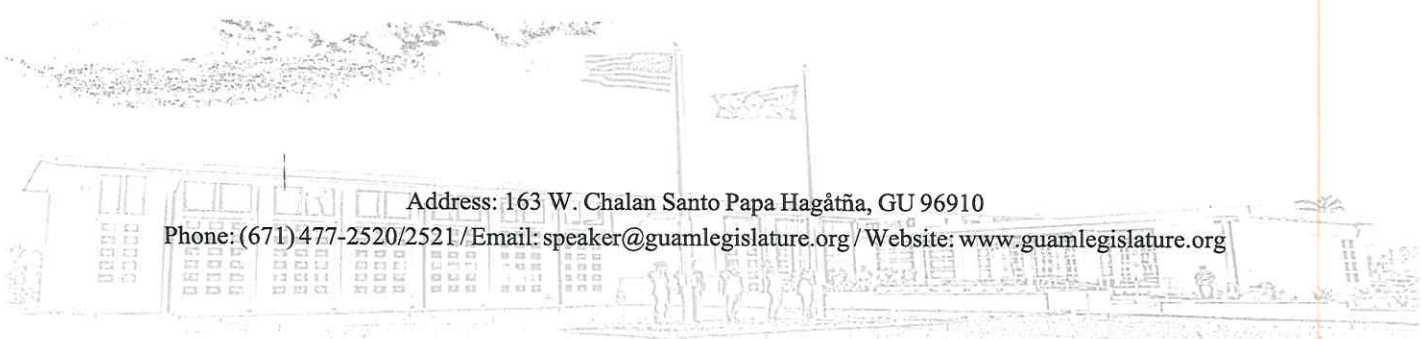 Address: 163 W. Chalan Santo Papa Hagåtña, GU 96910
Phone: (671) 477-2520/2521 / Email: speaker@guamlegislature.org / Website: www.guamlegislature.org